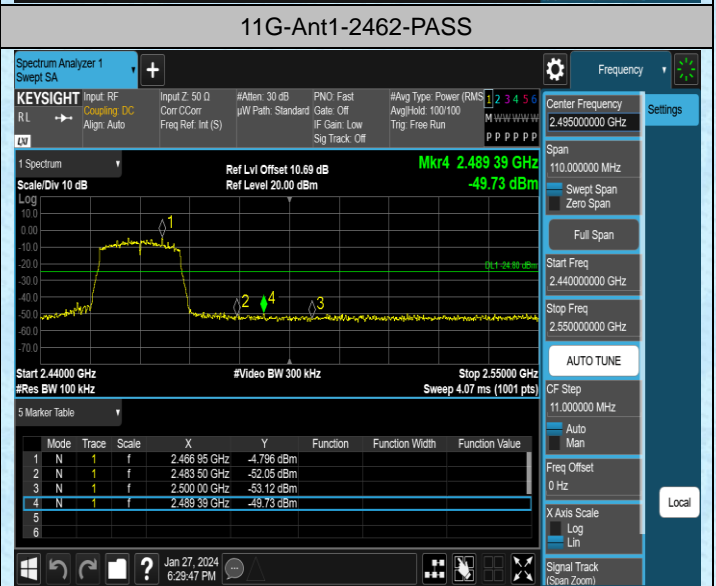 11G-Ant1-2462-PASS
Spectrum Analyzer 1
Swept SA
+
Frequency
KEYSIGHT
RL
Input: RF
Coupling: DC
Align: Auto
Input Z: 50 Ω
Corr CCorr
Freq Ref: Int (S)
#Atten: 30 dB
µW Path: Standard
PNO: Fast
Gate: Off
IF Gain: Low
Sig Track: Off
#Avg Type: Power (RMS
Avg|Hold: 100/100
Trig: Free Run
1 2 3 4 5 6
M W W W W W
P P P P P P
LXI
1 Spectrum
Scale/Div 10 dB
Ref Lvl Offset 10.69 dB
Ref Level 20.00 dBm
Mkr4 2.489 39 GHz
-49.73 dBm
Log
10.0
0.00
-10.0
-20.0
-30.0
-40.0
-50.0
-60.0
-70.0
1
2
4
3
DL1 -24.80 dBm
Start 2.44000 GHz
#Res BW 100 kHz
#Video BW 300 kHz
Stop 2.55000 GHz
Sweep 4.07 ms (1001 pts)
5 Marker Table
Mode Trace Scale X Y Function Function Width Function Value
1 N 1 f 2.466 95 GHz -4.796 dBm
2 N 1 f 2.483 50 GHz -52.05 dBm
3 N 1 f 2.500 00 GHz -53.12 dBm
4 N 1 f 2.489 39 GHz -49.73 dBm
5
6
Center Frequency
2.495000000 GHz
Settings
Span
110.000000 MHz
Swept Span
Zero Span
Full Span
Start Freq
2.440000000 GHz
Stop Freq
2.550000000 GHz
AUTO TUNE
CF Step
11.000000 MHz
Auto
Man
Freq Offset
0 Hz
X Axis Scale
Log
Lin
Local
Signal Track
(Span Zoom)
?
Jan 27, 2024
6:29:47 PM